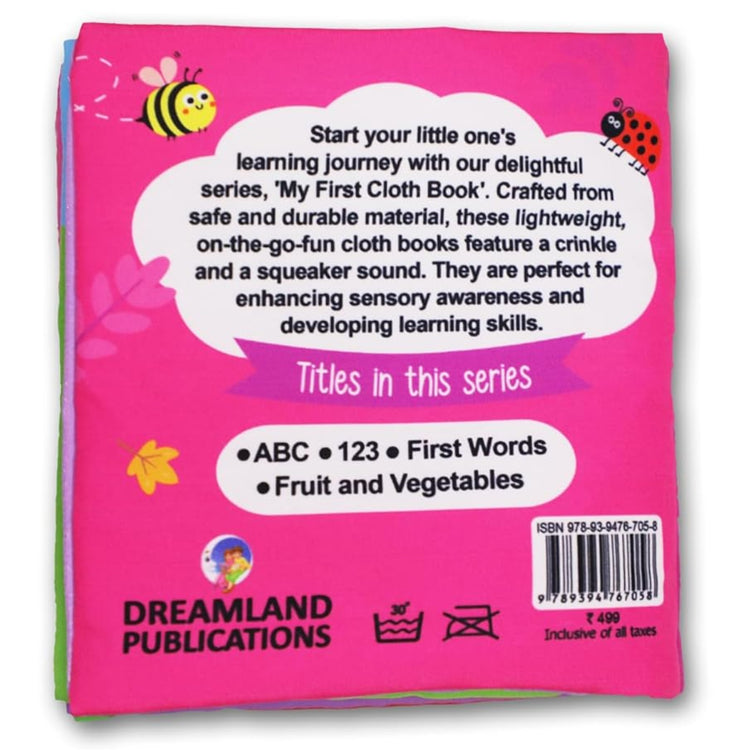 Start your little one's
learning journey with our delightful
series, 'My First Cloth Book'. Crafted from
safe and durable material, these lightweight,
on-the-go-fun cloth books feature a crinkle
and a squeaker sound. They are perfect for
enhancing sensory awareness and
developing learning skills.
Titles in this series
• ABC • 123 • First Words
• Fruit and Vegetables
ISBN 978-93-9476-705-8
9 789394 767058
₹ 499
Inclusive of all taxes
DREAMLAND
PUBLICATIONS
30°